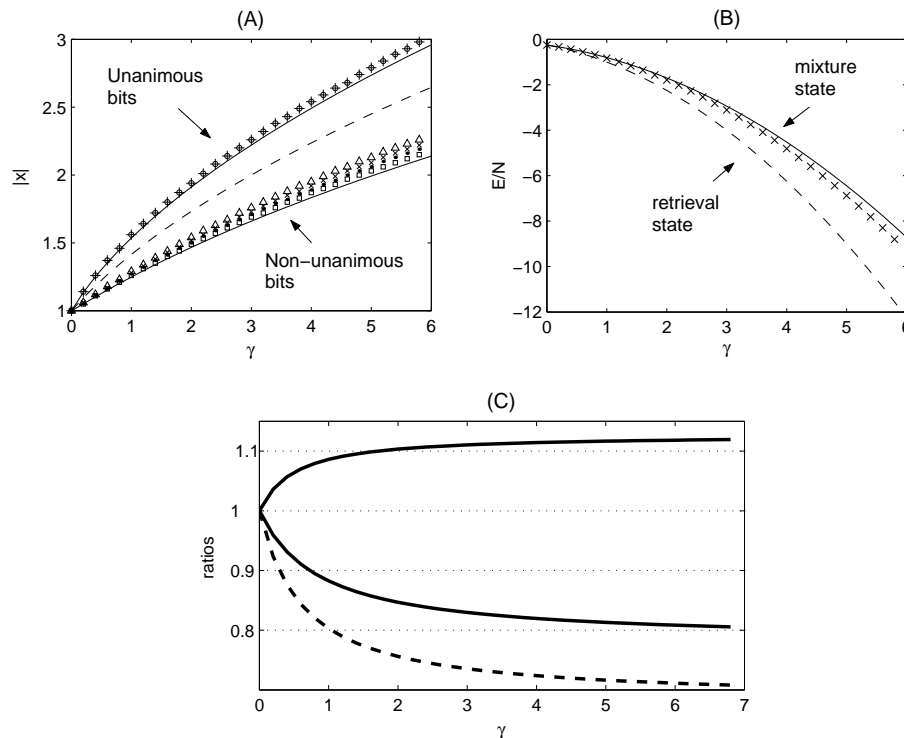 (A)
3
2.5
2
1.5
1
0 1 2 3 4 5 6
|x|
γ
Unanimous
bits
Non−unanimous
bits
(B)
0
−2
−4
−6
−8
−10
−12
0 1 2 3 4 5 6
E/N
γ
mixture
state
retrieval
state
(C)
1.1
1
0.9
0.8
0 1 2 3 4 5 6 7
ratios
γ